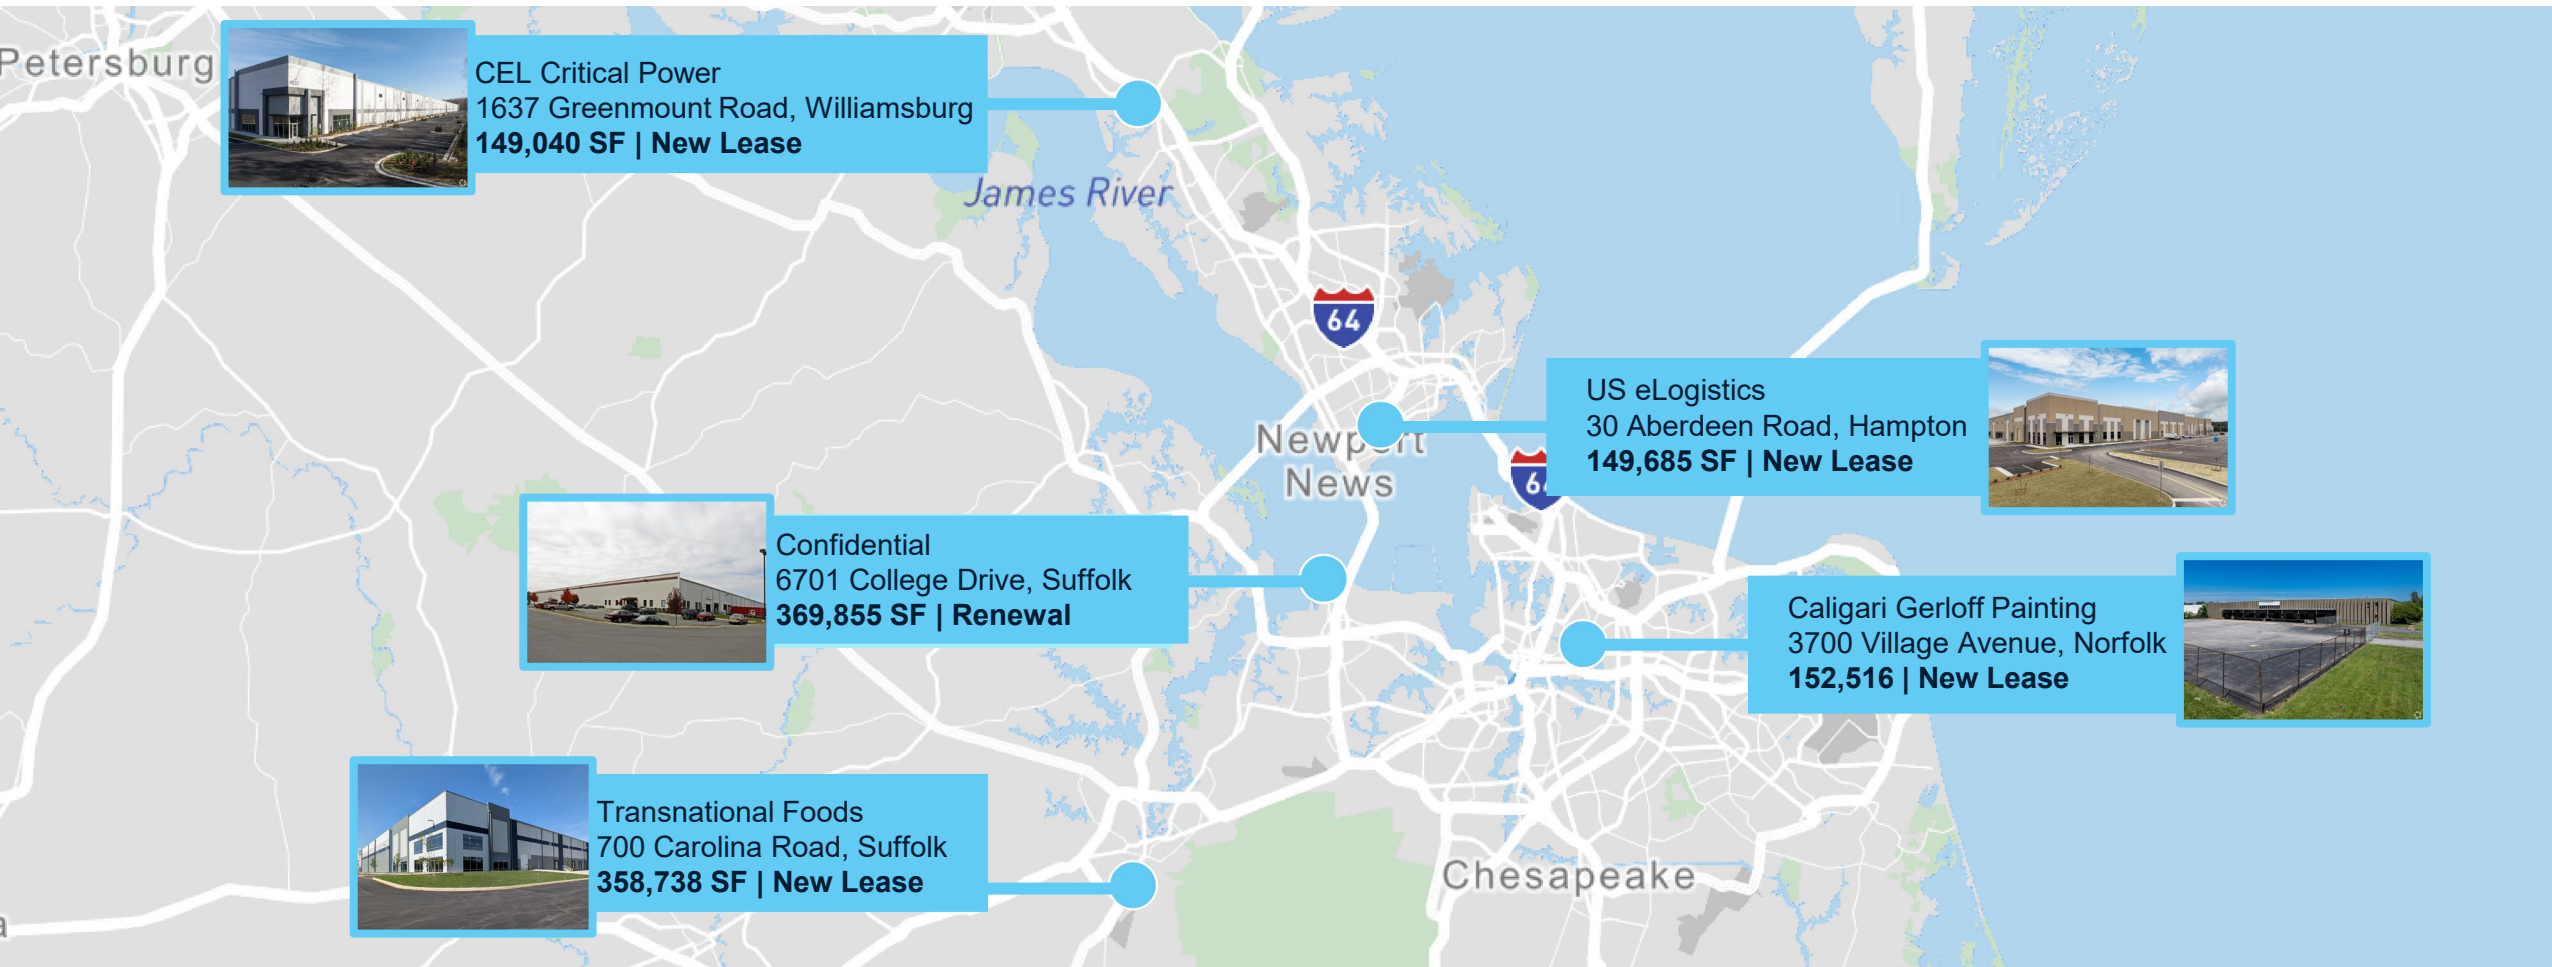 Petersburg
CEL Critical Power
1637 Greenmount Road, Williamsburg
149,040 SF | New Lease
James River
64
US eLogistics
30 Aberdeen Road, Hampton
149,685 SF | New Lease
Newport
News
Confidential
6701 College Drive, Suffolk
369,855 SF | Renewal
Caligari Gerloff Painting
3700 Village Avenue, Norfolk
152,516 | New Lease
Transnational Foods
700 Carolina Road, Suffolk
358,738 SF | New Lease
Chesapeake